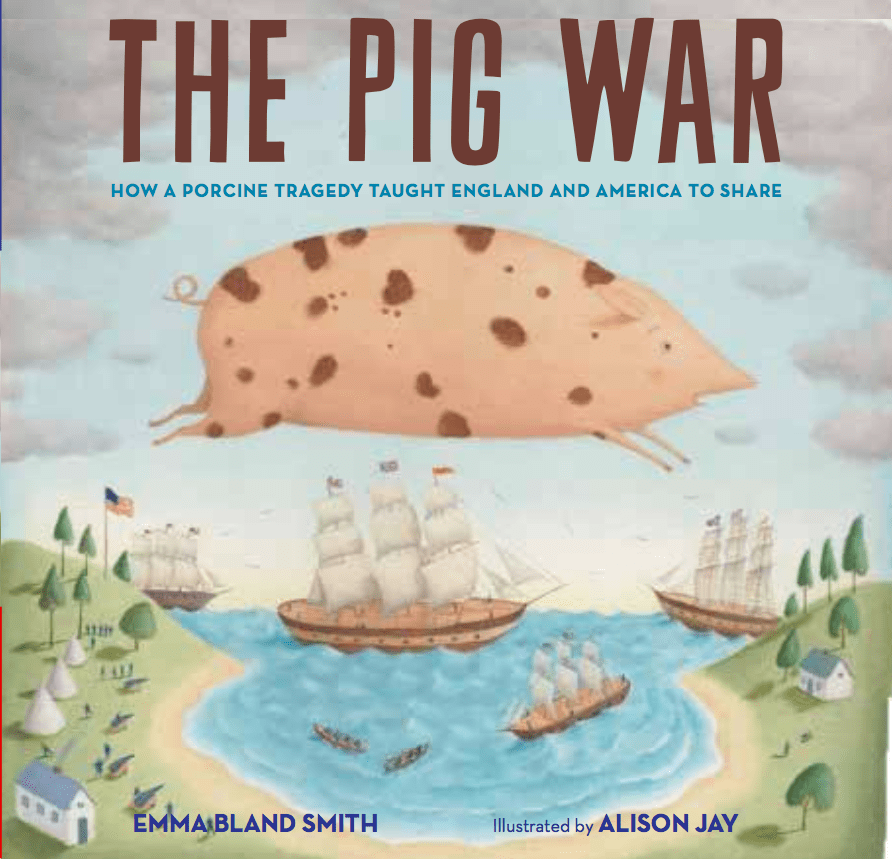 THE PIG WAR
HOW A PORCINE TRAGEDY TAUGHT ENGLAND AND AMERICA TO SHARE
EMMA BLAND SMITH
Illustrated by ALISON JAY